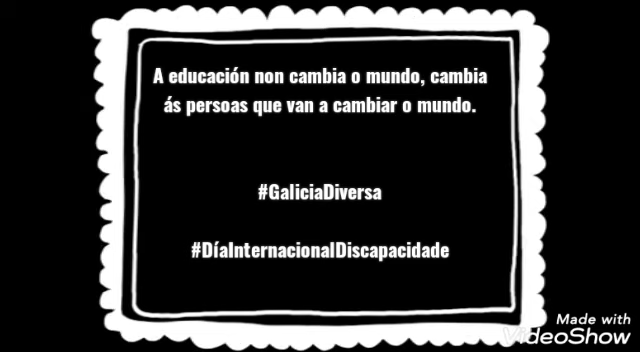 A educación non cambia o mundo, cambia
ás persoas que van a cambiar o mundo.
#GaliciaDiversa
#DíaInternacionalDiscapacidade
Made with
VideoShow